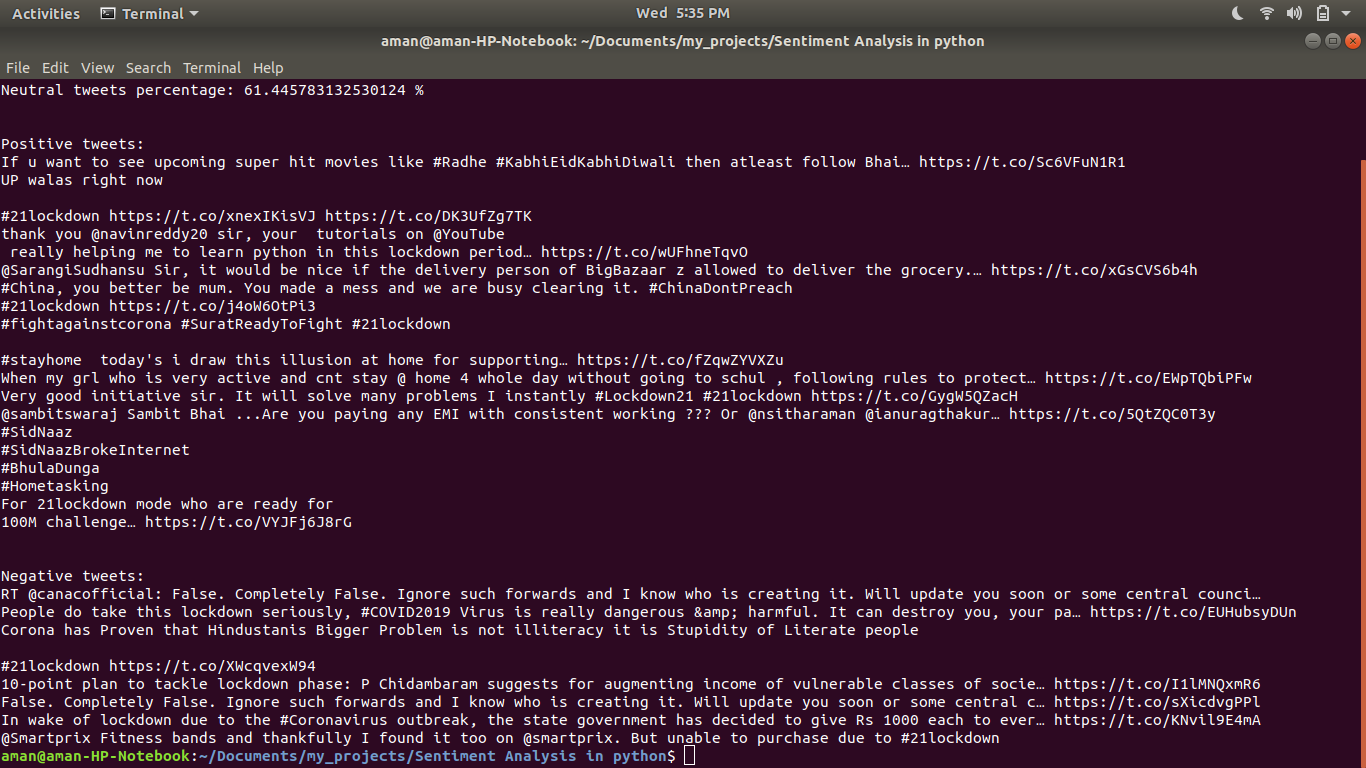 Activities Terminal Wed 5:35 PM
aman@aman-HP-Notebook: ~/Documents/my_projects/Sentiment Analysis in python
File Edit View Search Terminal Help
Neutral tweets percentage: 61.445783132530124 %
Positive tweets:
If u want to see upcoming super hit movies like #Radhe #KabhiEidKabhiDiwali then atleast follow Bhai… https://t.co/Sc6VFuN1R1
UP walas right now
#21lockdown https://t.co/xnexIKisVJ https://t.co/DK3UfZg7TK
thank you @navinreddy20 sir, your  tutorials on @YouTube
 really helping me to learn python in this lockdown period… https://t.co/wUFhneTqvO
@SarangiSudhansu Sir, it would be nice if the delivery person of BigBazaar z allowed to deliver the grocery.… https://t.co/xGsCVS6b4h
#China, you better be mum. You made a mess and we are busy clearing it. #ChinaDontPreach
#21lockdown https://t.co/j4oW6OtPi3
#fightagainstcorona #SuratReadyToFight #21lockdown
#stayhome  today's i draw this illusion at home for supporting… https://t.co/fZqwZYVXZu
When my grl who is very active and cnt stay @ home 4 whole day without going to schul , following rules to protect… https://t.co/EWpTQbiPFw
Very good initiative sir. It will solve many problems I instantly #Lockdown21 #21lockdown https://t.co/GygW5QZacH
@sambitswaraj Sambit Bhai ...Are you paying any EMI with consistent working ??? Or @nsitharaman @ianuragthakur… https://t.co/5QtZQC0T3y
#SidNaaz
#SidNaazBrokeInternet
#BhulaDunga
#Hometasking
For 21lockdown mode who are ready for
100M challenge… https://t.co/VYJFj6J8rG
Negative tweets:
RT @canacofficial: False. Completely False. Ignore such forwards and I know who is creating it. Will update you soon or some central counci…
People do take this lockdown seriously, #COVID2019 Virus is really dangerous &amp; harmful. It can destroy you, your pa… https://t.co/EUHubsyDUn
Corona has Proven that Hindustanis Bigger Problem is not illiteracy it is Stupidity of Literate people
#21lockdown https://t.co/XWcqvexW94
10-point plan to tackle lockdown phase: P Chidambaram suggests for augmenting income of vulnerable classes of socie… https://t.co/I1lMNQxmR6
False. Completely False. Ignore such forwards and I know who is creating it. Will update you soon or some central c… https://t.co/sXicdvgPPl
In wake of lockdown due to the #Coronavirus outbreak, the state government has decided to give Rs 1000 each to ever… https://t.co/KNvil9E4mA
@Smartprix Fitness bands and thankfully I found it too on @smartprix. But unable to purchase due to #21lockdown
aman@aman-HP-Notebook:~/Documents/my_projects/Sentiment Analysis in python$